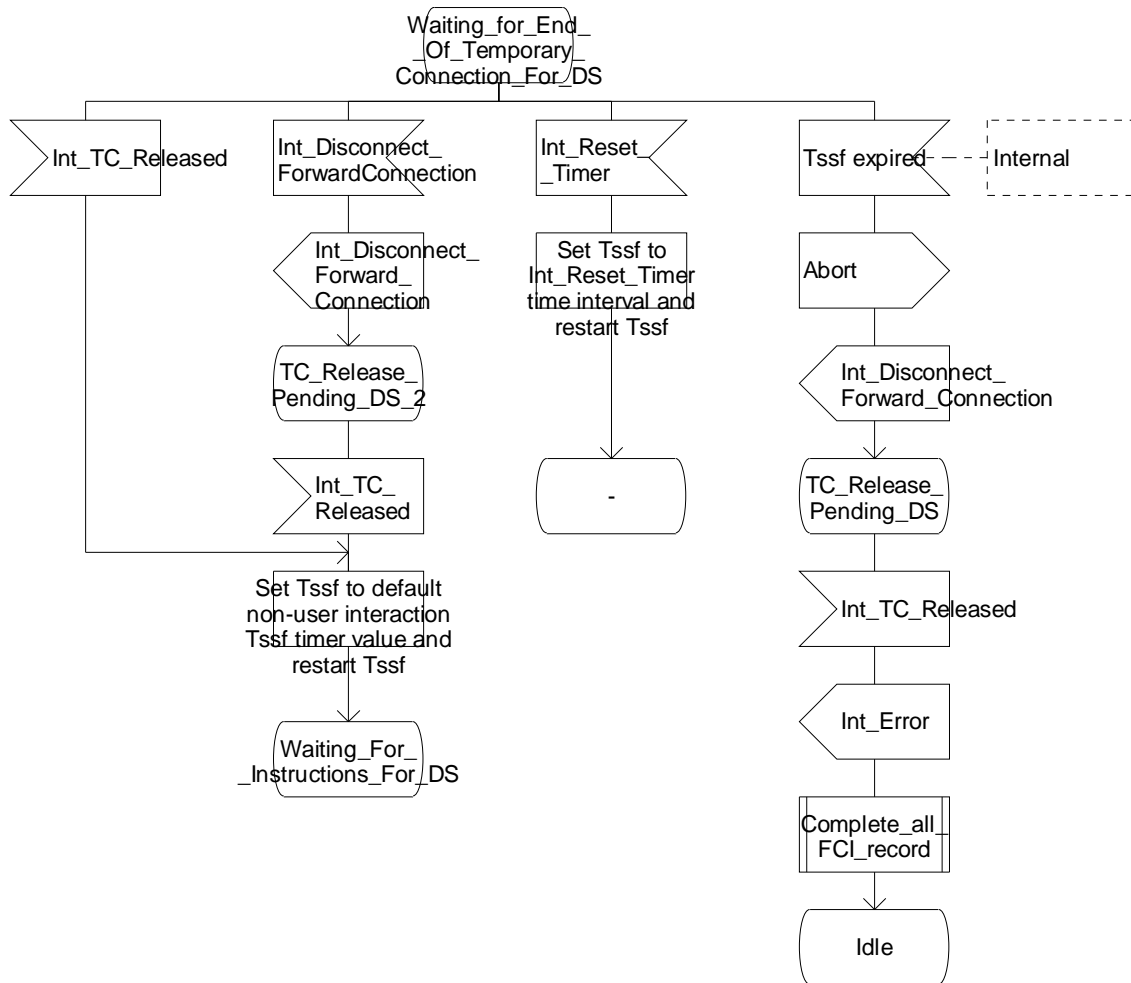 Waiting_for_End_
_Of_Temporary_
Connection_For_DS
Int_TC_Released
Int_Disconnect_
ForwardConnection
Int_Reset_
_Timer
Tssf expired
Internal
Int_Disconnect_
Forward_
Connection
Set Tssf to
Int_Reset_Timer
time interval and
restart Tssf
Abort
TC_Release_
Pending_DS_2
Int_Disconnect_
Forward_Connection
Int_TC_
Released
-
TC_Release_
Pending_DS
Set Tssf to default
non-user interaction
Tssf timer value and
restart Tssf
Int_TC_Released
Waiting_For_
_Instructions_For_DS
Int_Error
Complete_all_
FCI_record
Idle